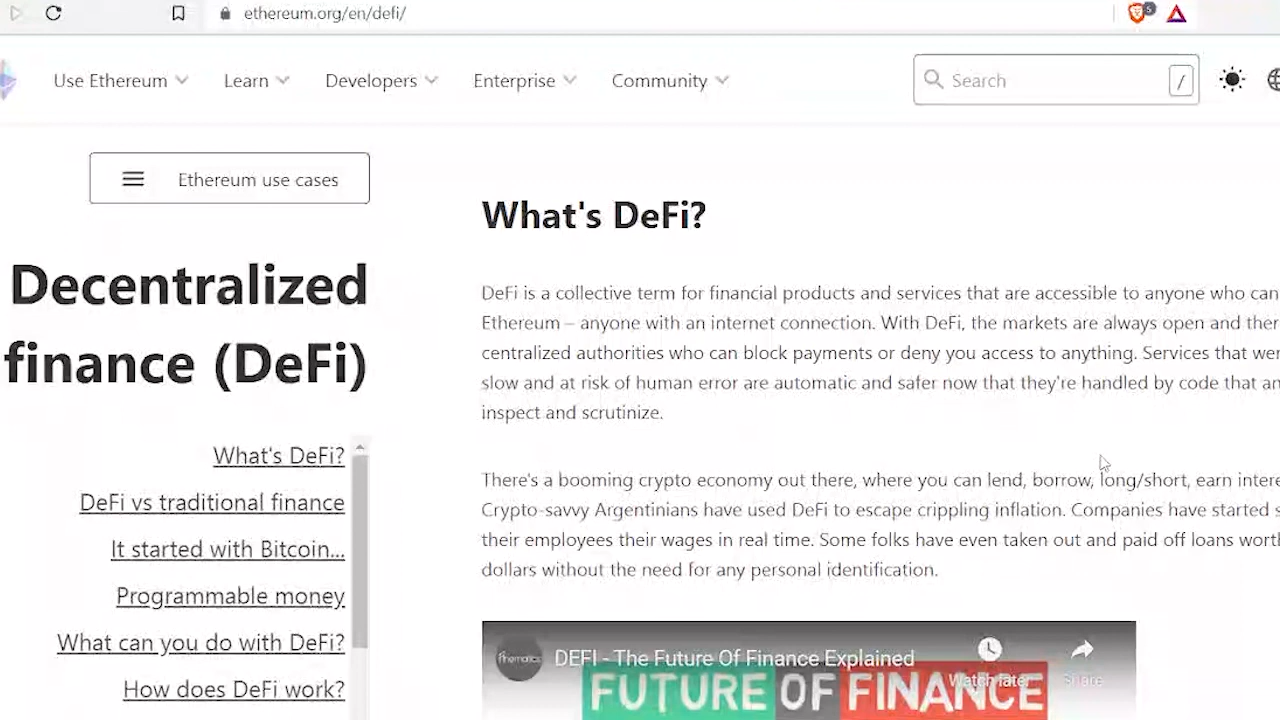 ethereum.org/en/defi/
5
Use Ethereum Learn Developers Enterprise Community
Search /
Ethereum use cases
Decentralized
finance (DeFi)
What's DeFi?
DeFi vs traditional finance
It started with Bitcoin...
Programmable money
What can you do with DeFi?
How does DeFi work?
What's DeFi?
DeFi is a collective term for financial products and services that are accessible to anyone who can
Ethereum – anyone with an internet connection. With DeFi, the markets are always open and ther
centralized authorities who can block payments or deny you access to anything. Services that wer
slow and at risk of human error are automatic and safer now that they're handled by code that an
inspect and scrutinize.
There's a booming crypto economy out there, where you can lend, borrow, long/short, earn intere
Crypto-savvy Argentinians have used DeFi to escape crippling inflation. Companies have started s
their employees their wages in real time. Some folks have even taken out and paid off loans worth
dollars without the need for any personal identification.
finematics
DEFI - The Future Of Finance Explained
Watch later Share
FUTURE OF FINANCE